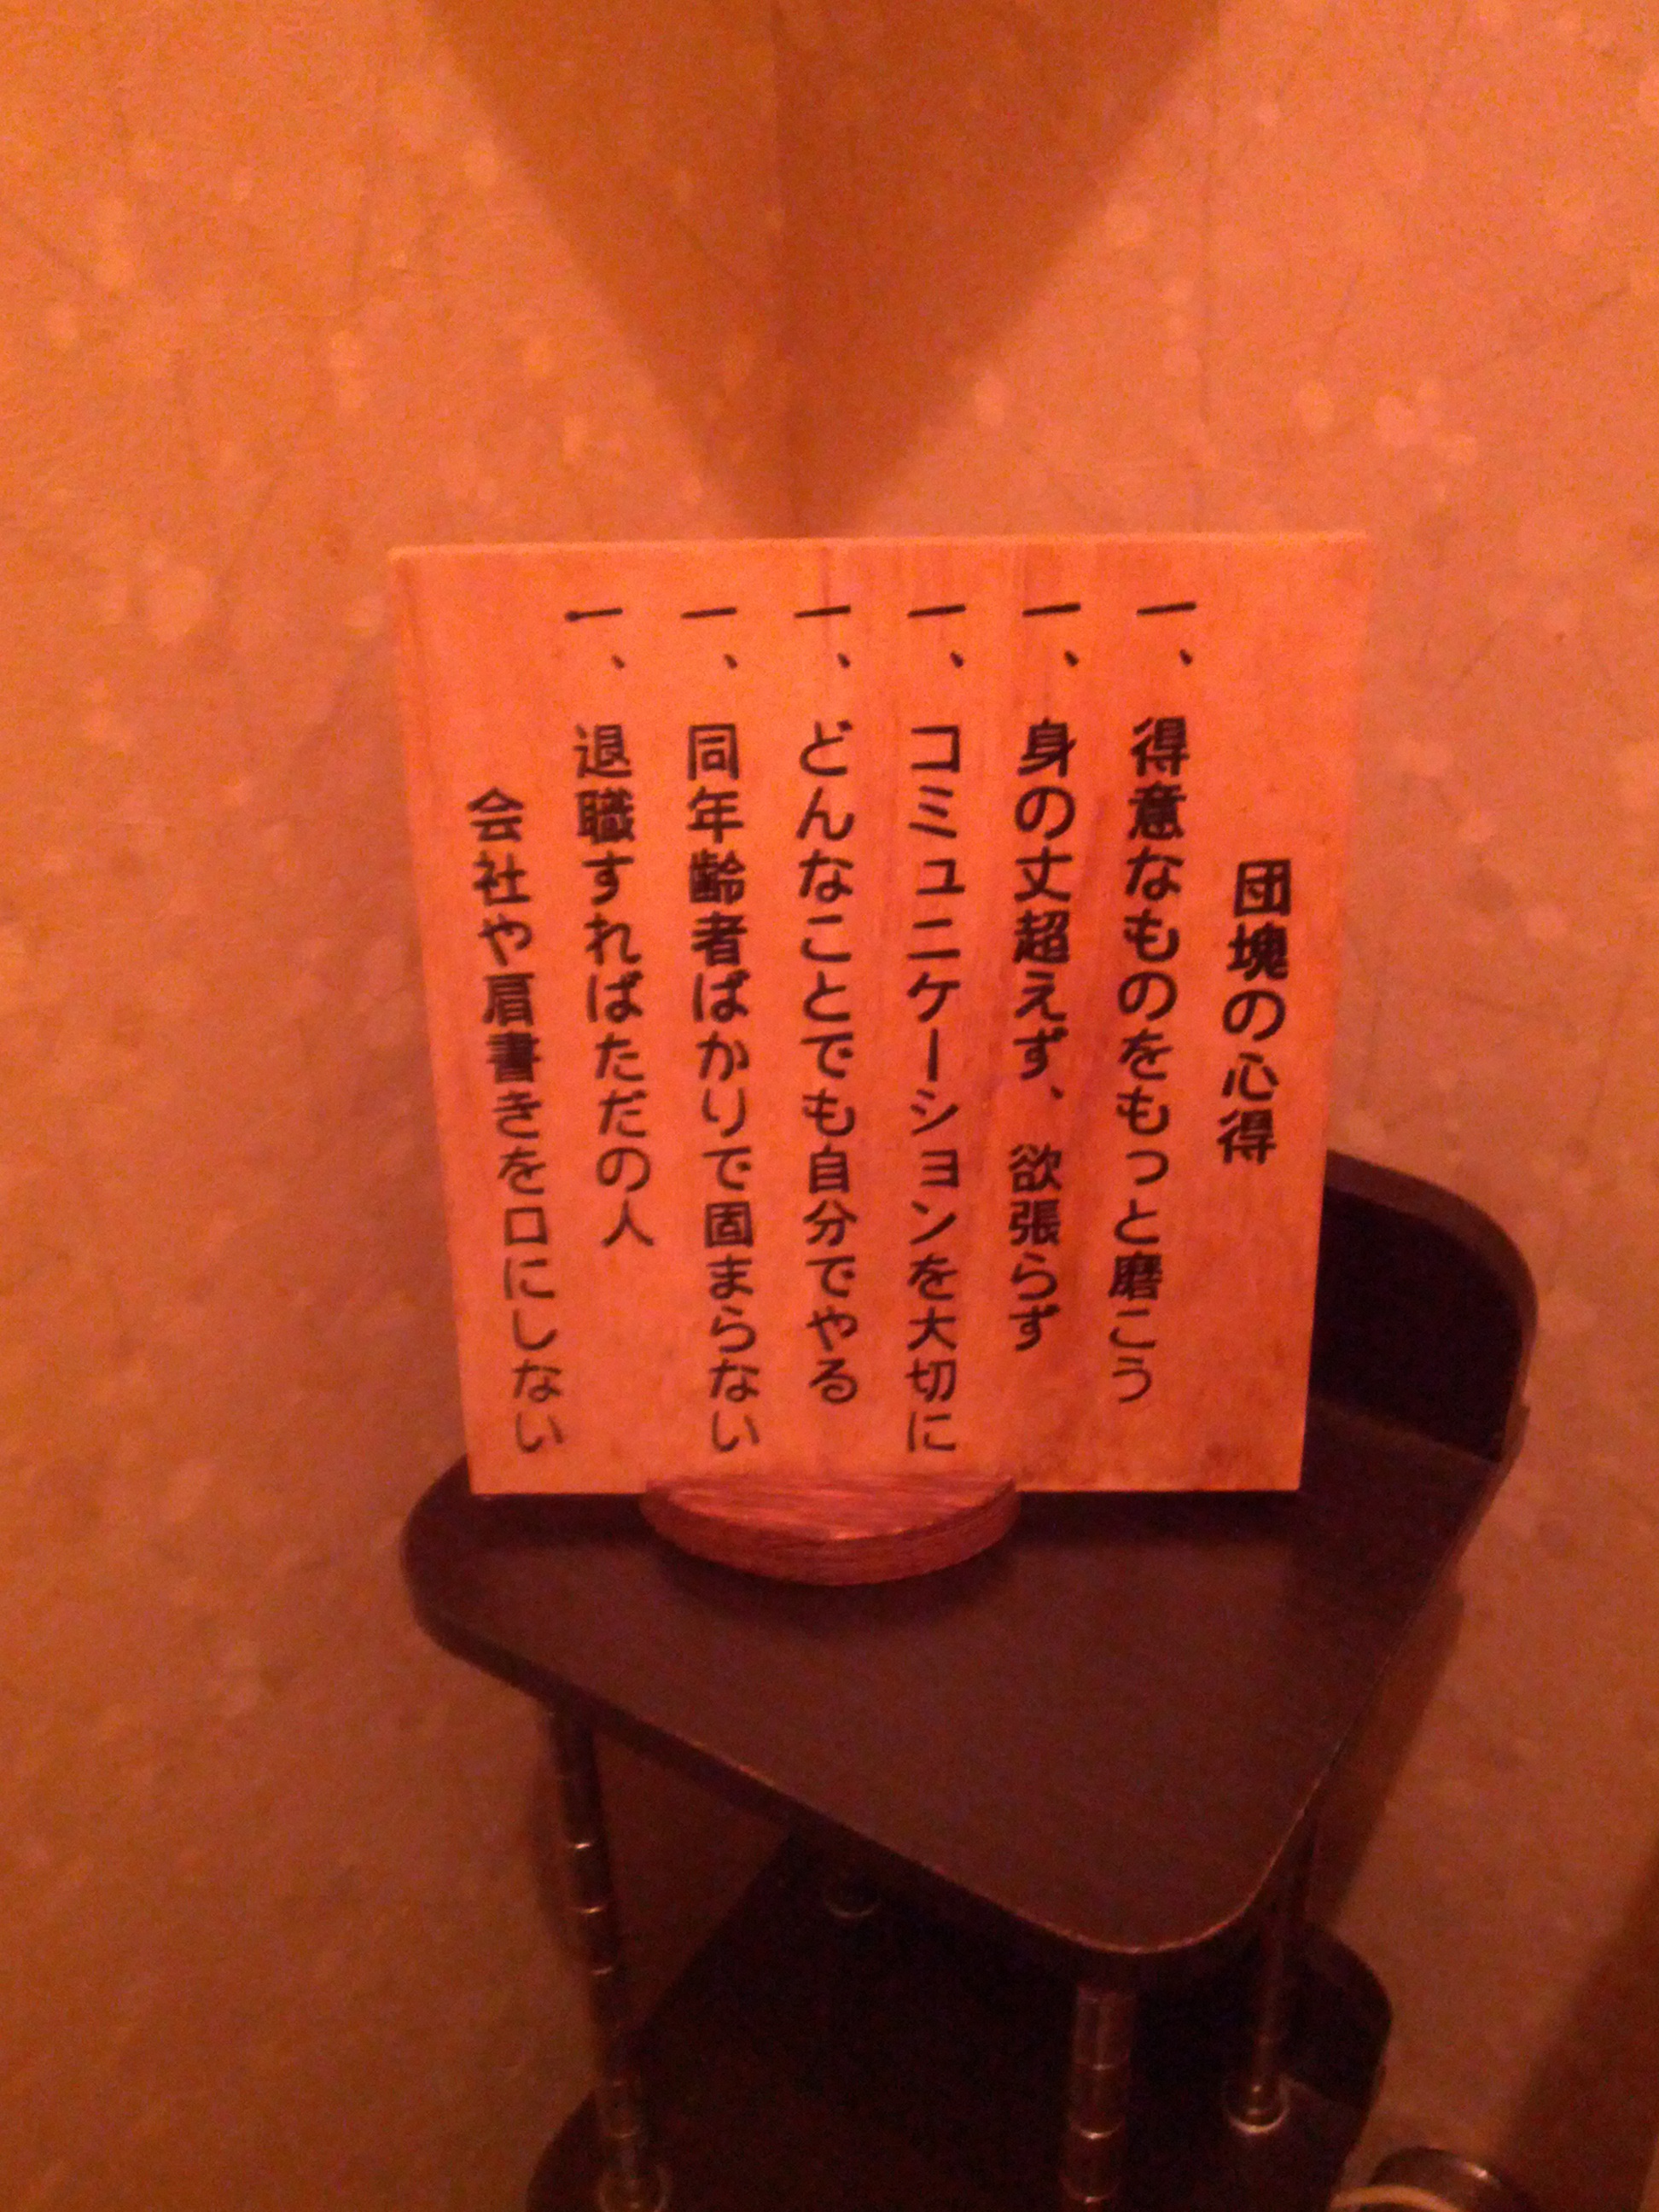 団塊の心得
一、得意なものをもっと磨こう
一、身の丈超えず、欲張らず
一、コミュニケーションを大切に
一、どんなことでも自分でやる
一、同年齢者ばかりで固まらない
一、退職すればただの人
会社や肩書きを口にしない